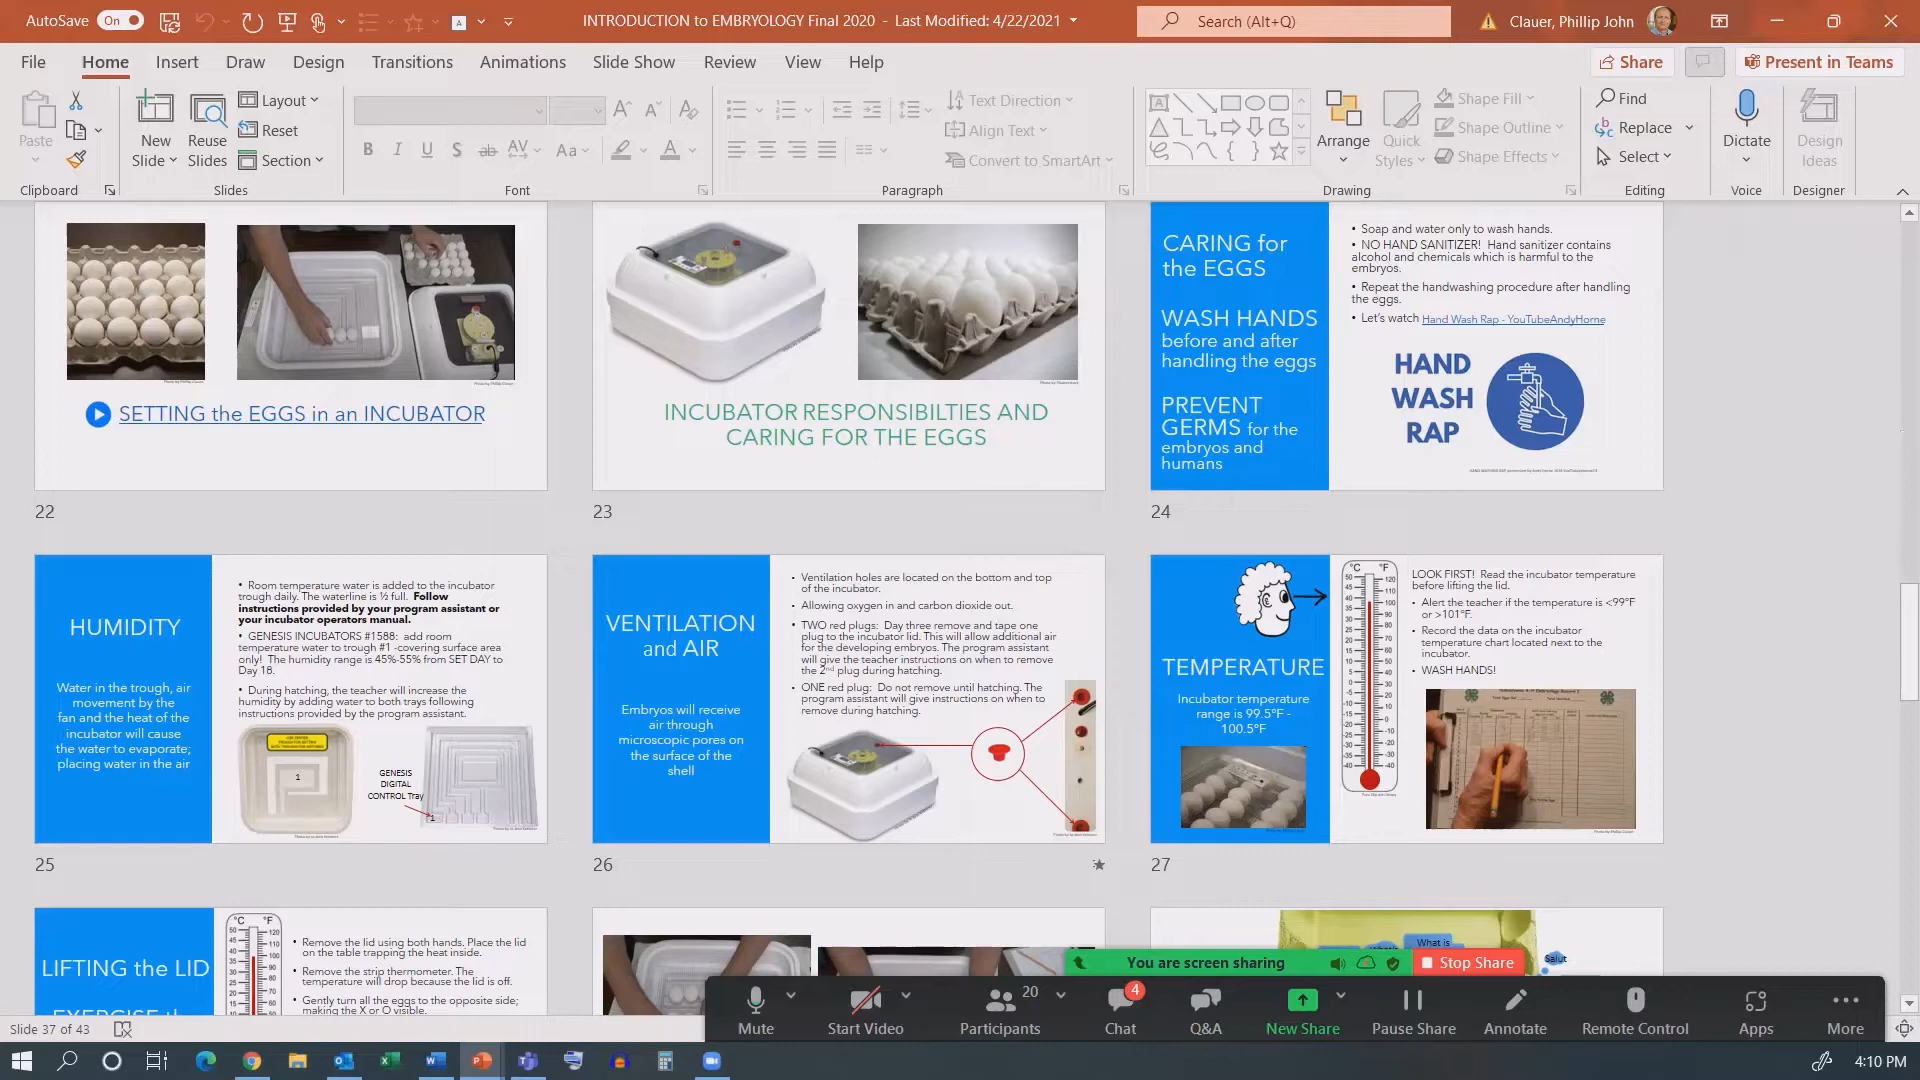 AutoSave On
INTRODUCTION to EMBRYOLOGY Final 2020 - Last Modified: 4/22/2021
Search (Alt+Q)
Clauer, Phillip John
File Home Insert Draw Design Transitions Animations Slide Show Review View Help
Share
Present in Teams
Paste
New Slide
Reuse Slides
Layout
Reset
Section
Text Direction
Align Text
Convert to SmartArt
Arrange
Quick Styles
Shape Fill
Shape Outline
Shape Effects
Find
Replace
Select
Dictate
Design Ideas
Clipboard Slides Font Paragraph Drawing Editing Voice Designer
SETTING the EGGS in an INCUBATOR
22
INCUBATOR RESPONSIBILTIES AND
CARING FOR THE EGGS
23
CARING for
the EGGS
WASH HANDS
before and after
handling the eggs
PREVENT
GERMS for the
embryos and
humans
• Soap and water only to wash hands.
• NO HAND SANITIZER! Hand sanitizer contains
alcohol and chemicals which is harmful to the
embryos.
• Repeat the handwashing procedure after handling
the eggs.
• Let's watch Hand Wash Rap - YouTubeAndyHorne
HAND
WASH
RAP
24
HUMIDITY
Water in the trough, air
movement by the
fan and the heat of the
incubator will cause
the water to evaporate;
placing water in the air
• Room temperature water is added to the incubator
trough daily. The waterline is ½ full. Follow
instructions provided by your program assistant or
your incubator operators manual.
• GENESIS INCUBATORS #1588: add room
temperature water to trough #1 -covering surface area
only! The humidity range is 45%-55% from SET DAY to
Day 18.
• During hatching, the teacher will increase the
humidity by adding water to both trays following
instructions provided by the program assistant.
1
GENESIS
DIGITAL
CONTROL Tray
1
25
VENTILATION
and AIR
Embryos will receive
air through
microscopic pores on
the surface of the
shell
• Ventilation holes are located on the bottom and top
of the incubator.
• Allowing oxygen in and carbon dioxide out.
• TWO red plugs: Day three remove and tape one
plug to the incubator lid. This will allow additional air
for the developing embryos. The program assistant
will give the teacher instructions on when to remove
the 2nd plug during hatching.
• ONE red plug: Do not remove until hatching. The
program assistant will give instructions on when to
remove during hatching.
26
TEMPERATURE
Incubator temperature
range is 99.5°F -
100.5°F
°C °F
LOOK FIRST! Read the incubator temperature
before lifting the lid.
• Alert the teacher if the temperature is <99°F
or >101°F.
• Record the data on the incubator
temperature chart located next to the
incubator.
• WASH HANDS!
27
LIFTING the LID
°C °F
• Remove the lid using both hands. Place the lid
on the table trapping the heat inside.
• Remove the strip thermometer. The
temperature will drop because the lid is off.
• Gently turn all the eggs to the opposite side;
making the X or O visible.
What is
Salut
You are screen sharing
Stop Share
Mute
Start Video
20
Participants
4
Chat
Q&A
New Share
Pause Share
Annotate
Remote Control
Apps
More
Slide 37 of 43
4:10 PM